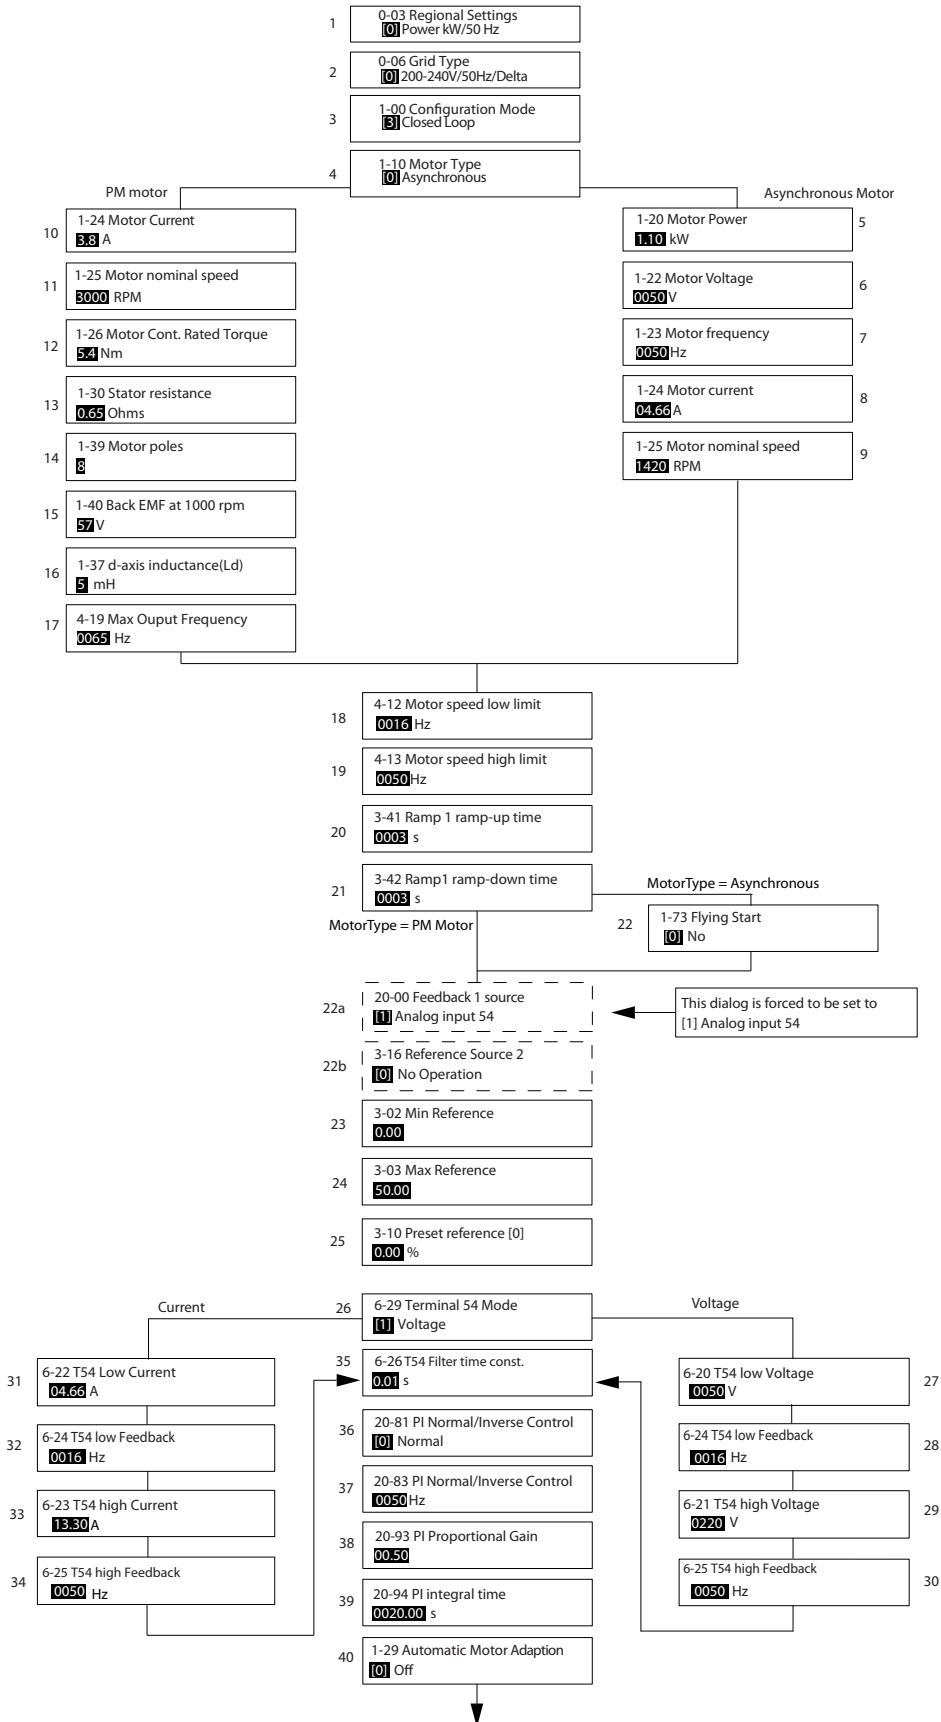 1
0-03 Regional Settings
[0] Power kW/50 Hz
2
0-06 Grid Type
[0] 200-240V/50Hz/Delta
3
1-00 Configuration Mode
[3] Closed Loop
4
1-10 Motor Type
[0] Asynchronous
PM motor
10
1-24 Motor Current
3.8 A
11
1-25 Motor nominal speed
3000 RPM
12
1-26 Motor Cont. Rated Torque
5.4 Nm
13
1-30 Stator resistance
0.65 Ohms
14
1-39 Motor poles
8
15
1-40 Back EMF at 1000 rpm
57 V
16
1-37 d-axis inductance(Ld)
5 mH
17
4-19 Max Ouput Frequency
0065 Hz
Asynchronous Motor
1-20 Motor Power
1.10 kW
5
1-22 Motor Voltage
0050 V
6
1-23 Motor frequency
0050 Hz
7
1-24 Motor current
04.66 A
8
1-25 Motor nominal speed
1420 RPM
9
18
4-12 Motor speed low limit
0016 Hz
19
4-13 Motor speed high limit
0050 Hz
20
3-41 Ramp 1 ramp-up time
0003 s
21
3-42 Ramp1 ramp-down time
0003 s
MotorType = Asynchronous
22
1-73 Flying Start
[0] No
MotorType = PM Motor
22a
20-00 Feedback 1 source
[1] Analog input 54
This dialog is forced to be set to
[1] Analog input 54
22b
3-16 Reference Source 2
[0] No Operation
23
3-02 Min Reference
0.00
24
3-03 Max Reference
50.00
25
3-10 Preset reference [0]
0.00 %
26
6-29 Terminal 54 Mode
[1] Voltage
Current
31
6-22 T54 Low Current
04.66 A
32
6-24 T54 low Feedback
0016 Hz
33
6-23 T54 high Current
13.30 A
34
6-25 T54 high Feedback
0050 Hz
Voltage
6-20 T54 low Voltage
0050 V
27
6-24 T54 low Feedback
0016 Hz
28
6-21 T54 high Voltage
0220 V
29
6-25 T54 high Feedback
0050 Hz
30
35
6-26 T54 Filter time const.
0.01 s
36
20-81 PI Normal/Inverse Control
[0] Normal
37
20-83 PI Normal/Inverse Control
0050 Hz
38
20-93 PI Proportional Gain
00.50
39
20-94 PI integral time
0020.00 s
40
1-29 Automatic Motor Adaption
[0] Off